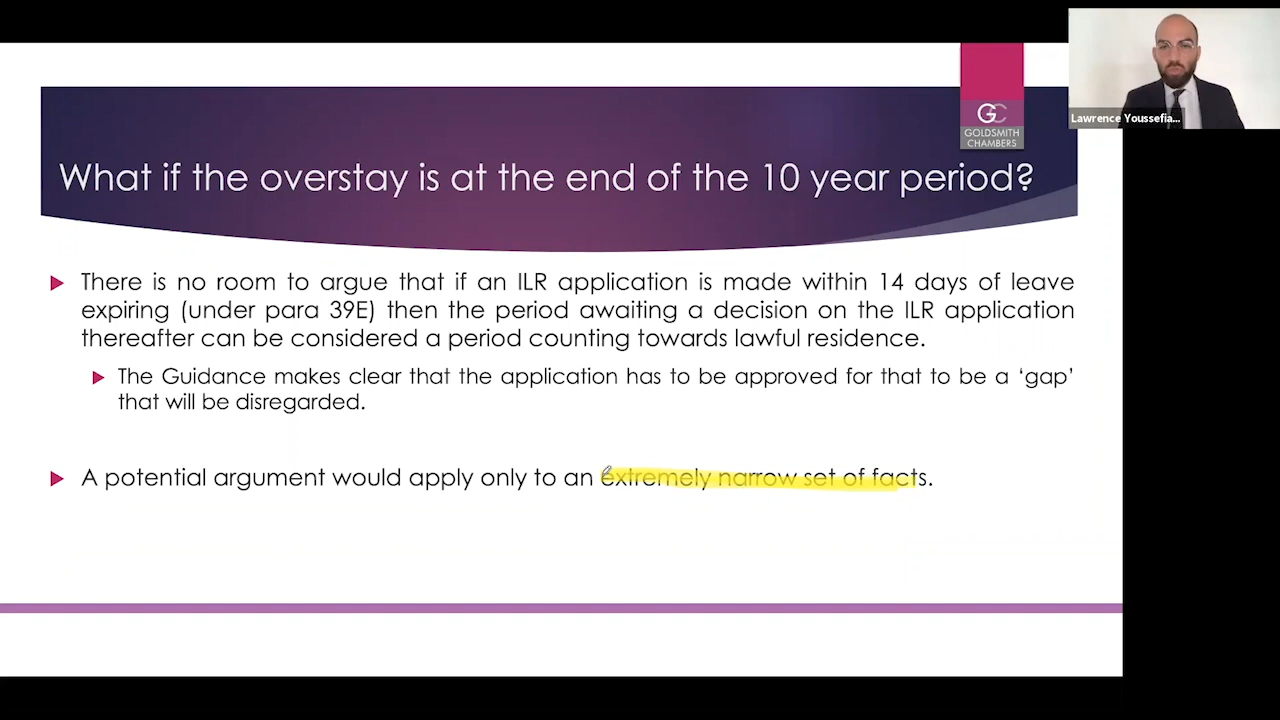 Lawrence Youssefia...
GC
GOLDSMITH
CHAMBERS
What if the overstay is at the end of the 10 year period?
There is no room to argue that if an ILR application is made within 14 days of leave
expiring (under para 39E) then the period awaiting a decision on the ILR application
thereafter can be considered a period counting towards lawful residence.
The Guidance makes clear that the application has to be approved for that to be a ‘gap’
that will be disregarded.
A potential argument would apply only to an extremely narrow set of facts.